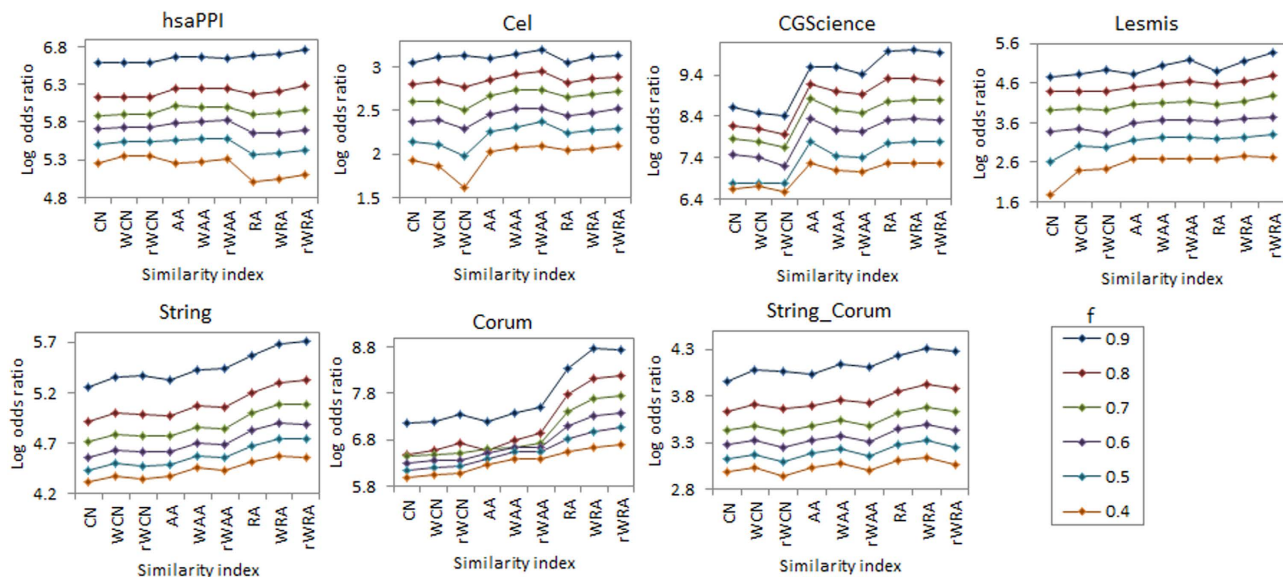 hsaPPI
Log odds ratio
6.8
6.3
5.8
5.3
4.8
CN
WCN
rWCN
AA
WAA
rWAA
RA
WRA
rWRA
Similarity index
Cel
Log odds ratio
3
2.5
2
1.5
CN
WCN
rWCN
AA
WAA
rWAA
RA
WRA
rWRA
Similarity index
CGScience
Log odds ratio
9.4
8.4
7.4
6.4
CN
WCN
rWCN
AA
WAA
rWAA
RA
WRA
rWRA
Similarity index
Lesmis
Log odds ratio
5.6
4.6
3.6
2.6
1.6
CN
WCN
rWCN
AA
WAA
rWAA
RA
WRA
rWRA
Similarity index
String
Log odds ratio
5.7
5.2
4.7
4.2
CN
WCN
rWCN
AA
WAA
rWAA
RA
WRA
rWRA
Similarity index
Corum
Log odds ratio
8.8
7.8
6.8
5.8
CN
WCN
rWCN
AA
WAA
rWAA
RA
WRA
rWRA
Similarity index
String_Corum
Log odds ratio
4.3
3.8
3.3
2.8
CN
WCN
rWCN
AA
WAA
rWAA
RA
WRA
rWRA
Similarity index
f
0.9
0.8
0.7
0.6
0.5
0.4